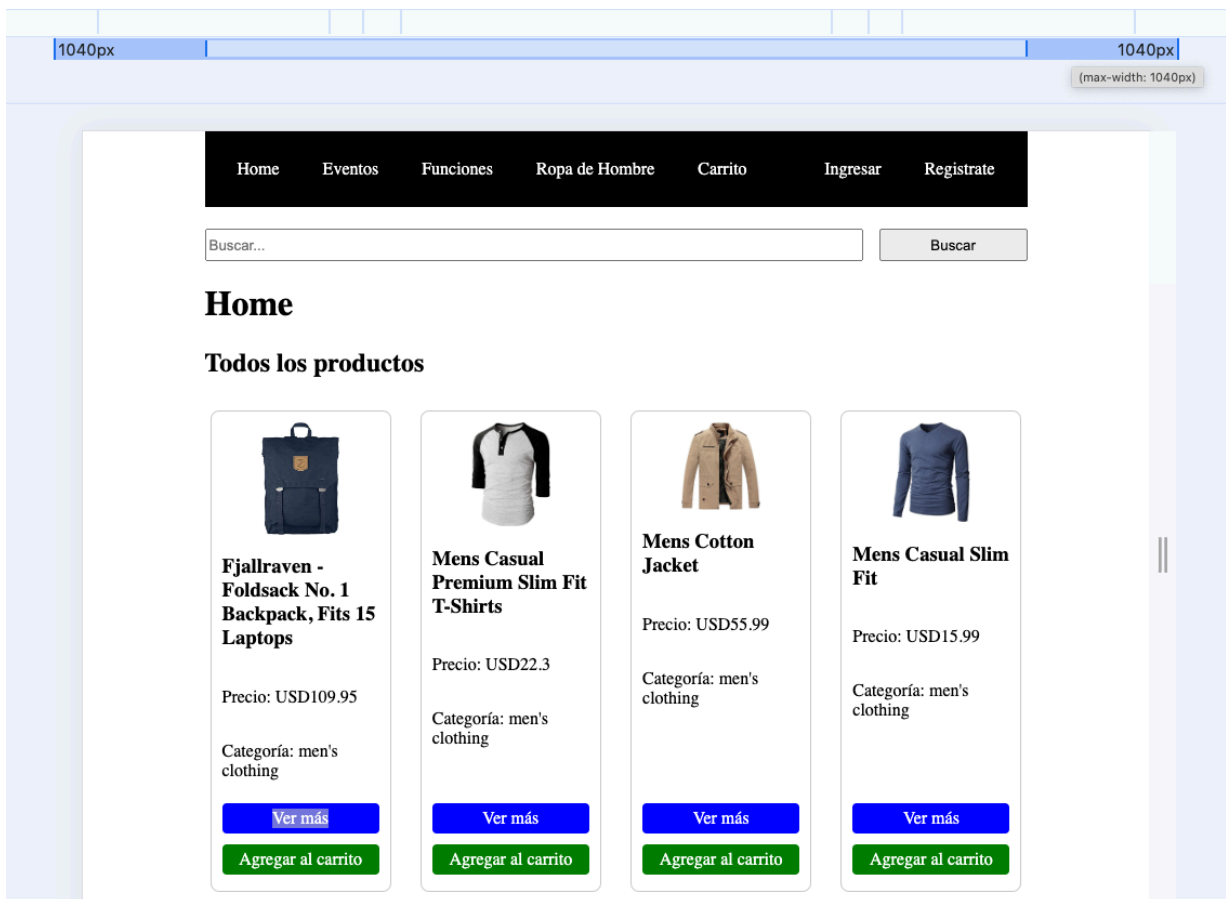 1040px 1040px
(max-width: 1040px)
Home Eventos Funciones Ropa de Hombre Carrito Ingresar Registrate
Buscar... Buscar
Home
Todos los productos
Fjallraven -
Foldsack No. 1
Backpack, Fits 15
Laptops
Precio: USD109.95
Categoría: men's
clothing
Ver más
Agregar al carrito
Mens Casual
Premium Slim Fit
T-Shirts
Precio: USD22.3
Categoría: men's
clothing
Ver más
Agregar al carrito
Mens Cotton
Jacket
Precio: USD55.99
Categoría: men's
clothing
Ver más
Agregar al carrito
Mens Casual Slim
Fit
Precio: USD15.99
Categoría: men's
clothing
Ver más
Agregar al carrito